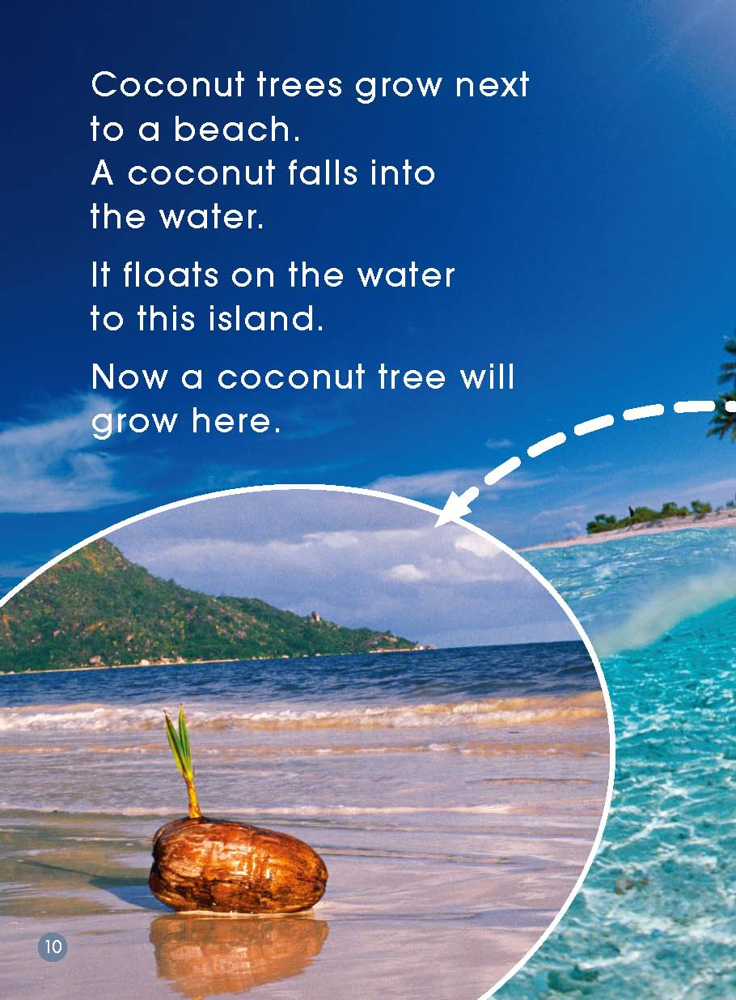 Coconut trees grow next
to a beach.
A coconut falls into
the water.
It floats on the water
to this island.
Now a coconut tree will
grow here.
10